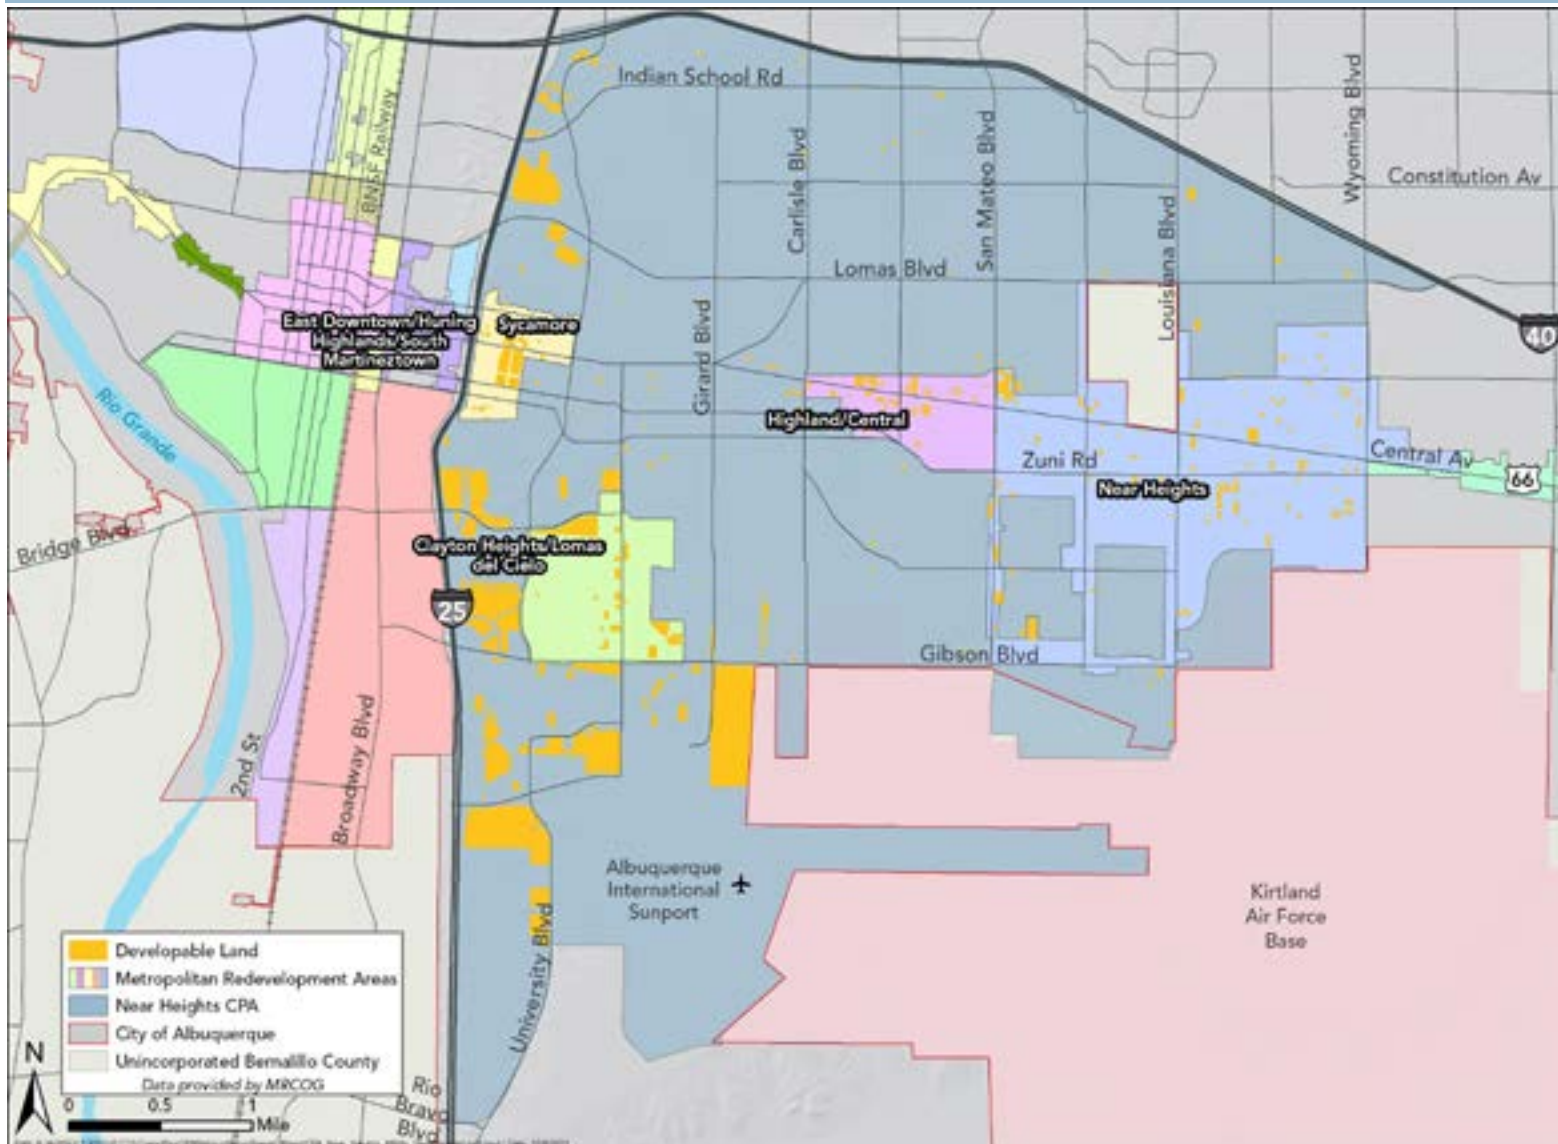 Indian School Rd
BNSF Railway
Carlisle Blvd
San Mateo Blvd
Wyoming Blvd
Constitution Av
Louisiana Blvd
Lomas Blvd
Girard Blvd
40
East Downtown/Huning
Highlands/South
Martineztown
Sycamore
Rio Grande
Highland/Central
Zuni Rd
Central Av
66
Near Heights
Bridge Blvd
Clayton Heights/Lomas
del Cielo
25
Gibson Blvd
2nd St
Broadway Blvd
Albuquerque
International
Sunport
Kirtland
Air Force
Base
University Blvd
Developable Land
Metropolitan Redevelopment Areas
Near Heights CPA
City of Albuquerque
Unincorporated Bernalillo County
Data provided by MRCOG
N
0 0.5 1
Mile
Rio
Bravo
Blvd